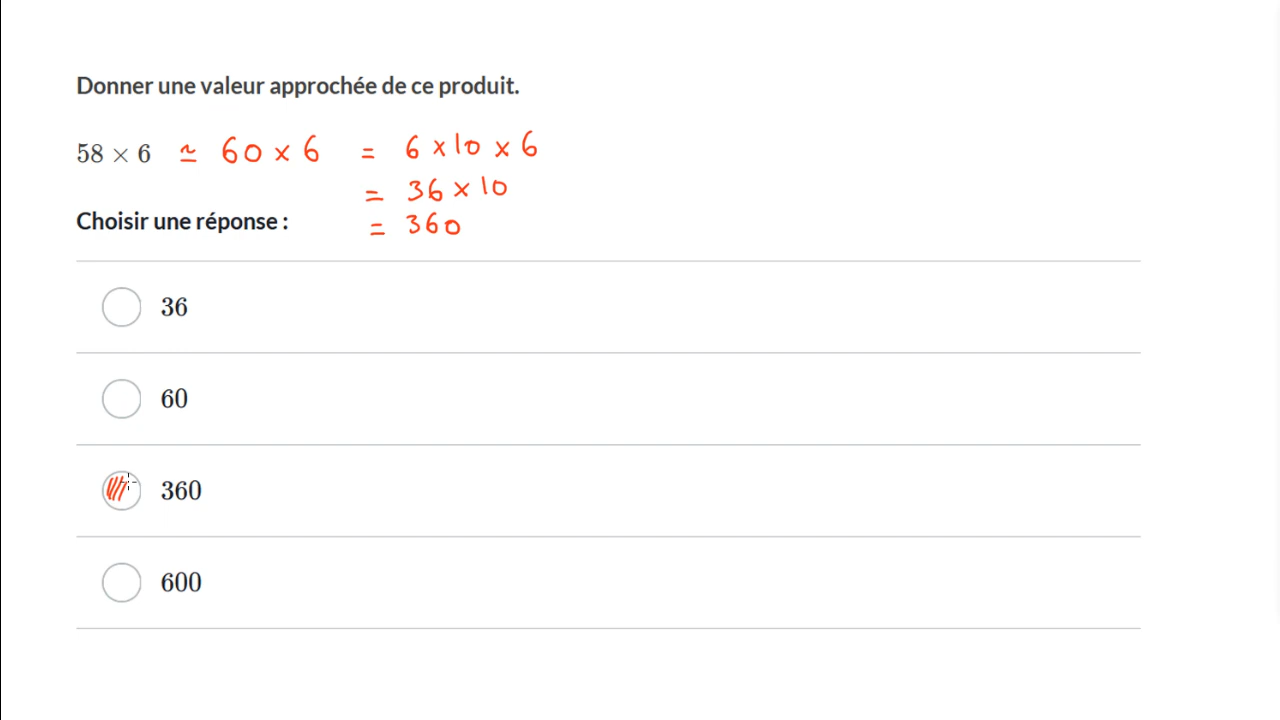 Donner une valeur approchée de ce produit.
58 × 6 ≃ 60 × 6 = 6 × 10 × 6
= 36 × 10
Choisir une réponse :
= 360
36
60
360
600